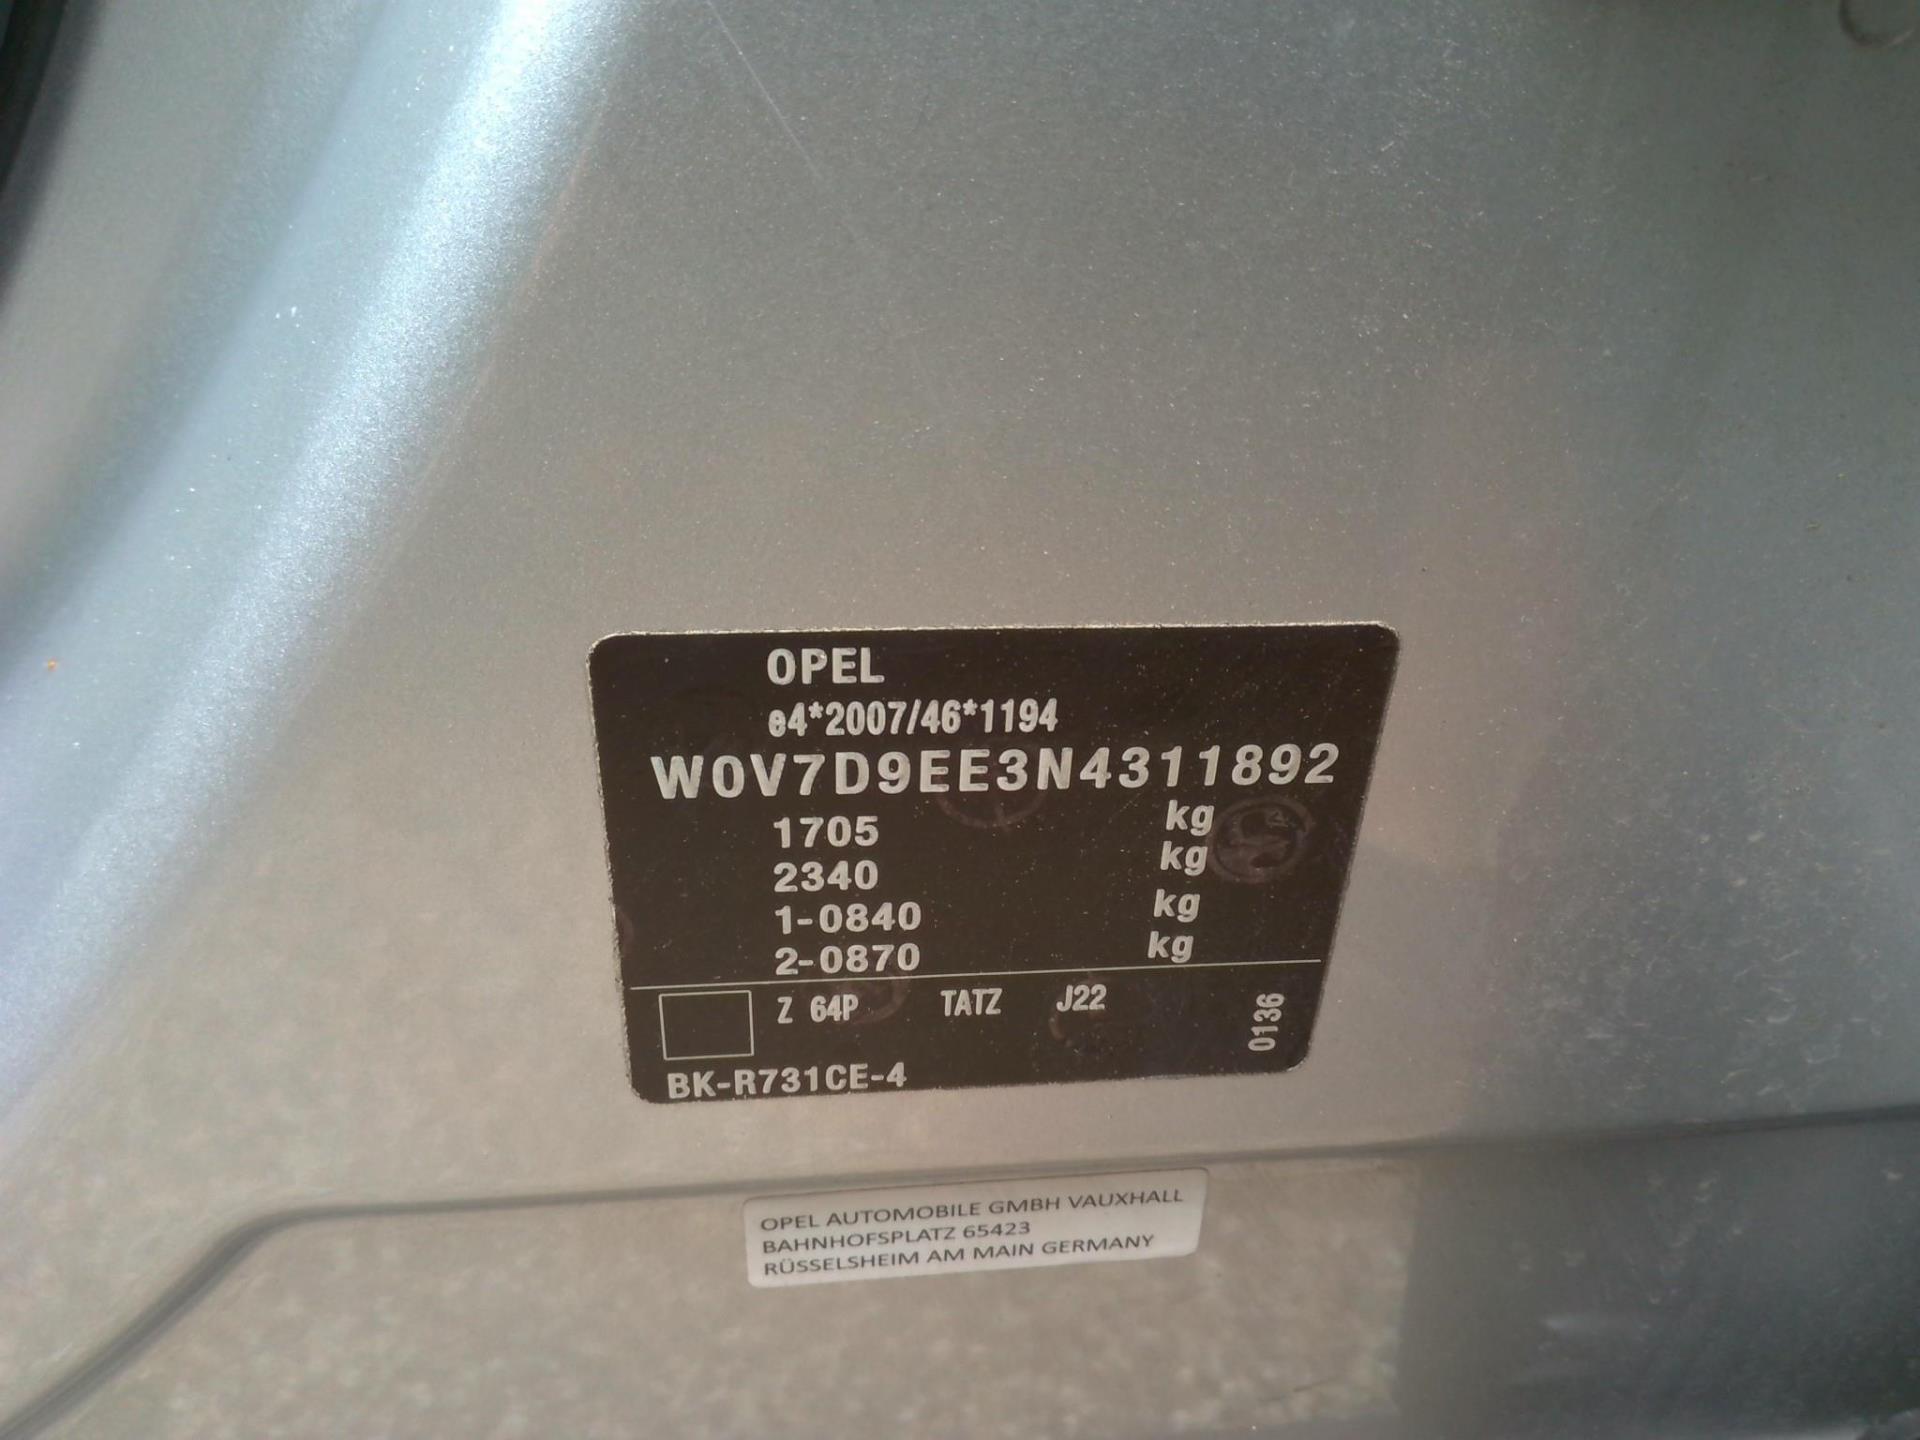 OPEL
e4*2007/46*1194
W0V7D9EE3N4311892
1705 kg
2340 kg
1-0840 kg
2-0870 kg
Z 64P TATZ J22
0136
BK-R731CE-4
OPEL AUTOMOBILE GMBH VAUXHALL
BAHNHOFSPLATZ 65423
RÜSSELSHEIM AM MAIN GERMANY